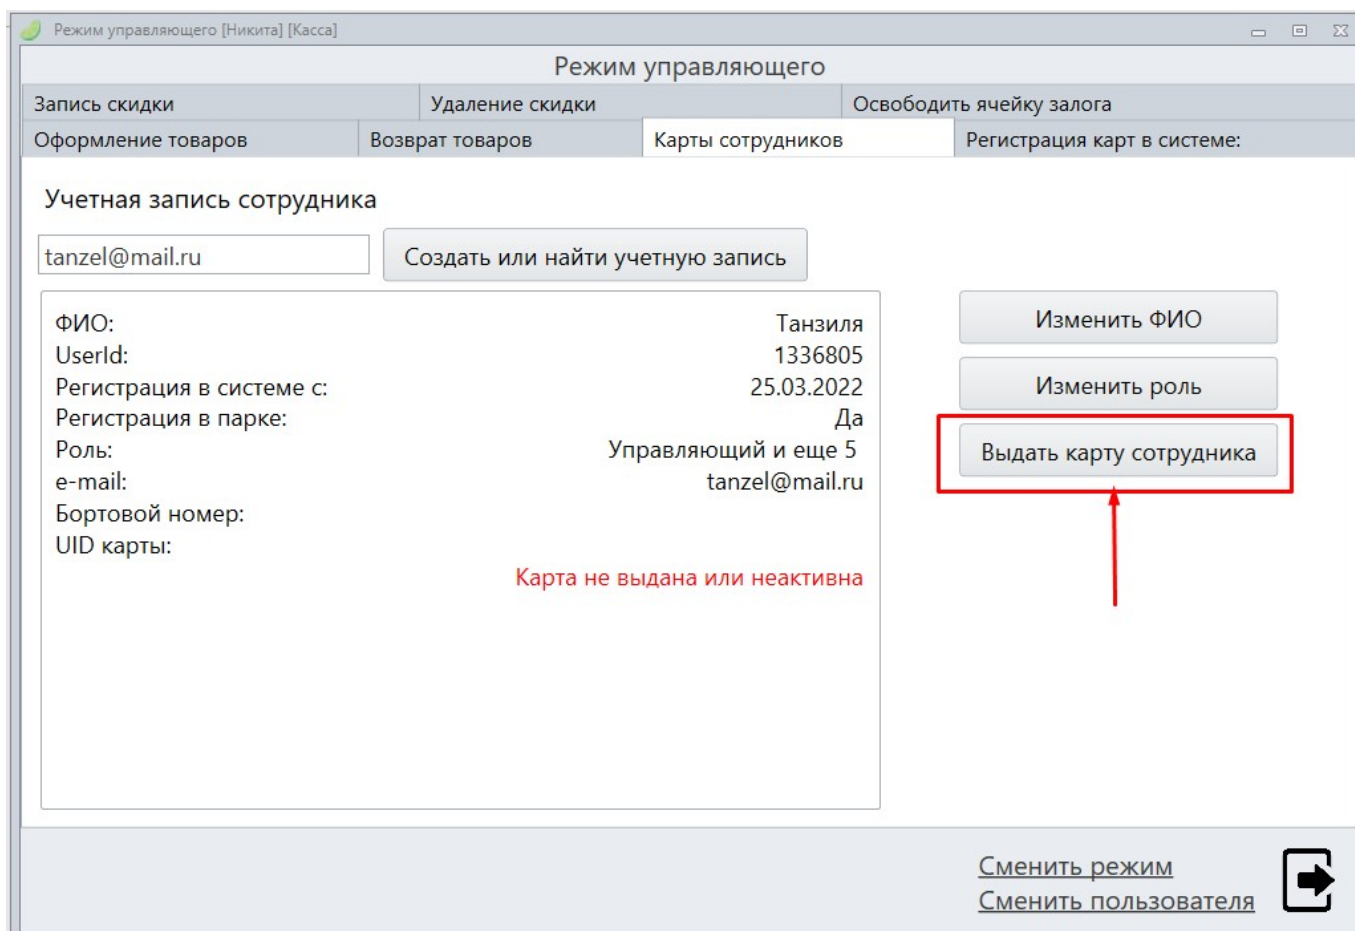 Режим управляющего [Никита] [Касса]
Режим управляющего
Запись скидки Удаление скидки Освободить ячейку залога
Оформление товаров Возврат товаров Карты сотрудников Регистрация карт в системе:
Учетная запись сотрудника
tanzel@mail.ru Создать или найти учетную запись
ФИО: Танзиля Изменить ФИО
UserId: 1336805
Регистрация в системе с: 25.03.2022 Изменить роль
Регистрация в парке: Да
Роль: Управляющий и еще 5 Выдать карту сотрудника
e-mail: tanzel@mail.ru
Бортовой номер:
UID карты:
Карта не выдана или неактивна
Сменить режим
Сменить пользователя